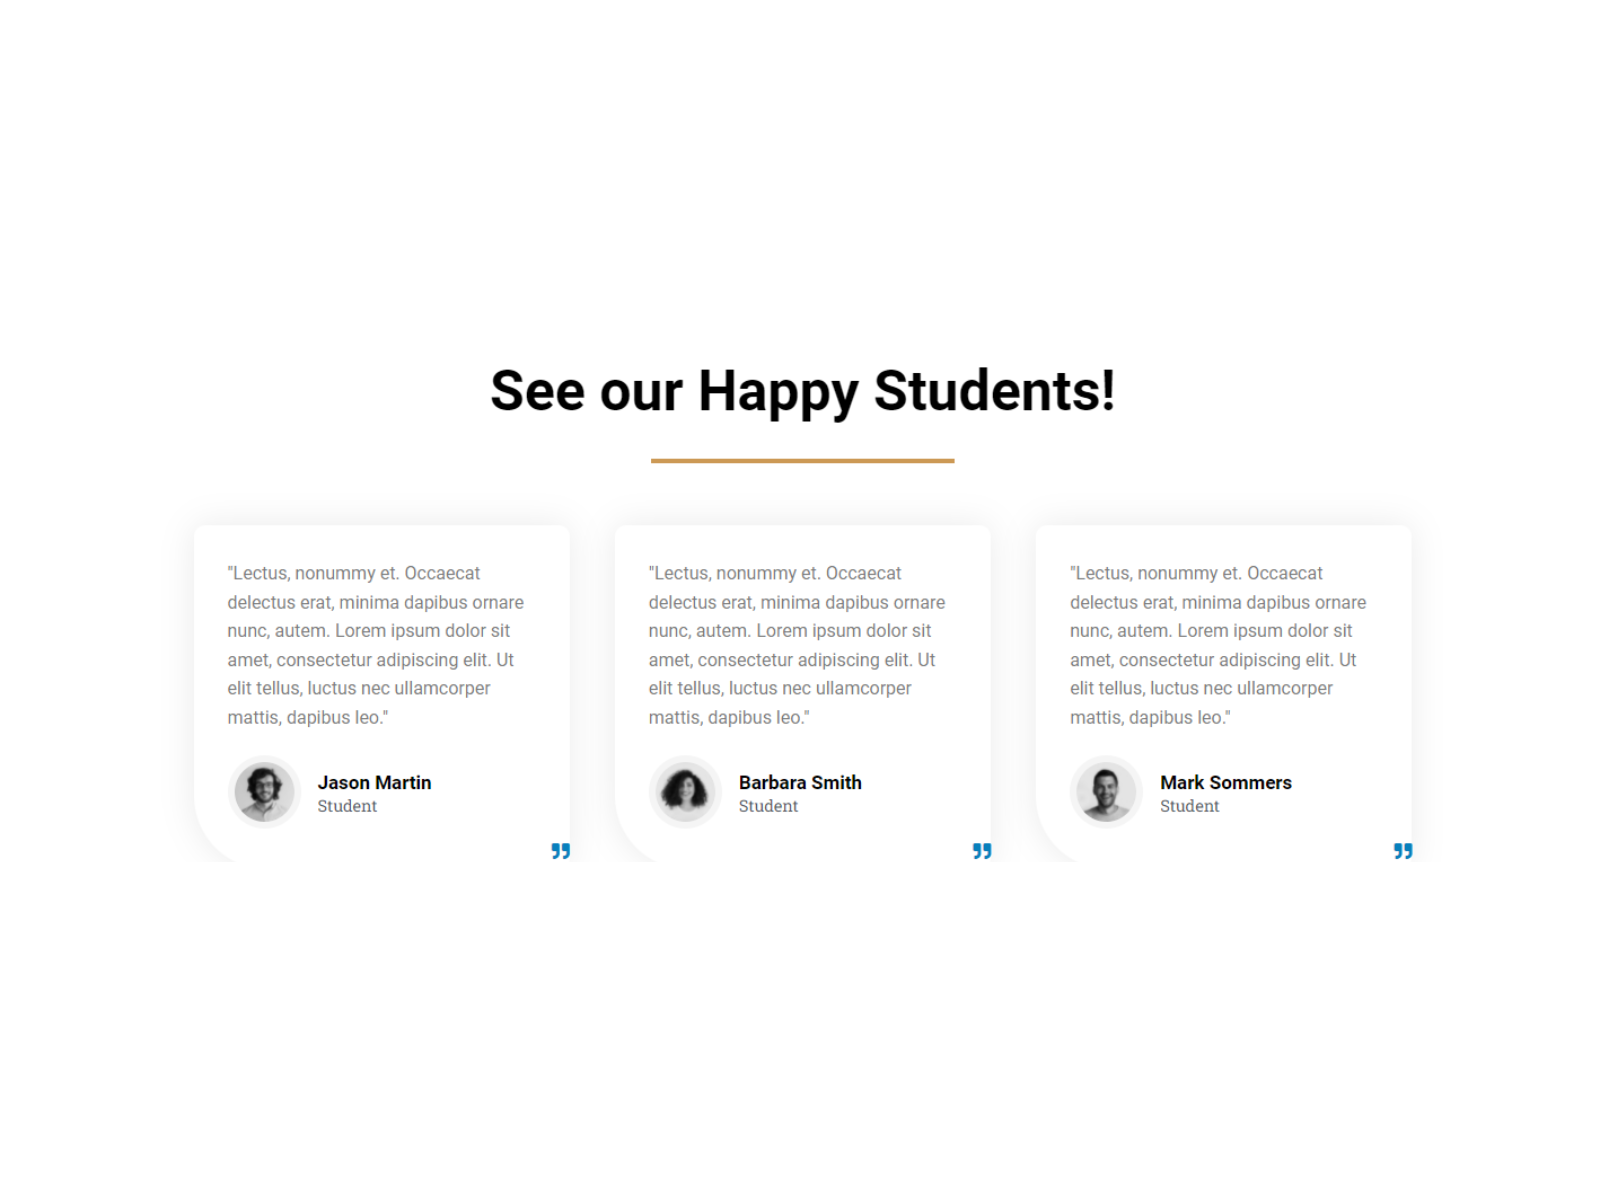 See our Happy Students!
"Lectus, nonummy et. Occaecat
delectus erat, minima dapibus ornare
nunc, autem. Lorem ipsum dolor sit
amet, consectetur adipiscing elit. Ut
elit tellus, luctus nec ullamcorper
mattis, dapibus leo."
Jason Martin
Student
"Lectus, nonummy et. Occaecat
delectus erat, minima dapibus ornare
nunc, autem. Lorem ipsum dolor sit
amet, consectetur adipiscing elit. Ut
elit tellus, luctus nec ullamcorper
mattis, dapibus leo."
Barbara Smith
Student
"Lectus, nonummy et. Occaecat
delectus erat, minima dapibus ornare
nunc, autem. Lorem ipsum dolor sit
amet, consectetur adipiscing elit. Ut
elit tellus, luctus nec ullamcorper
mattis, dapibus leo."
Mark Sommers
Student